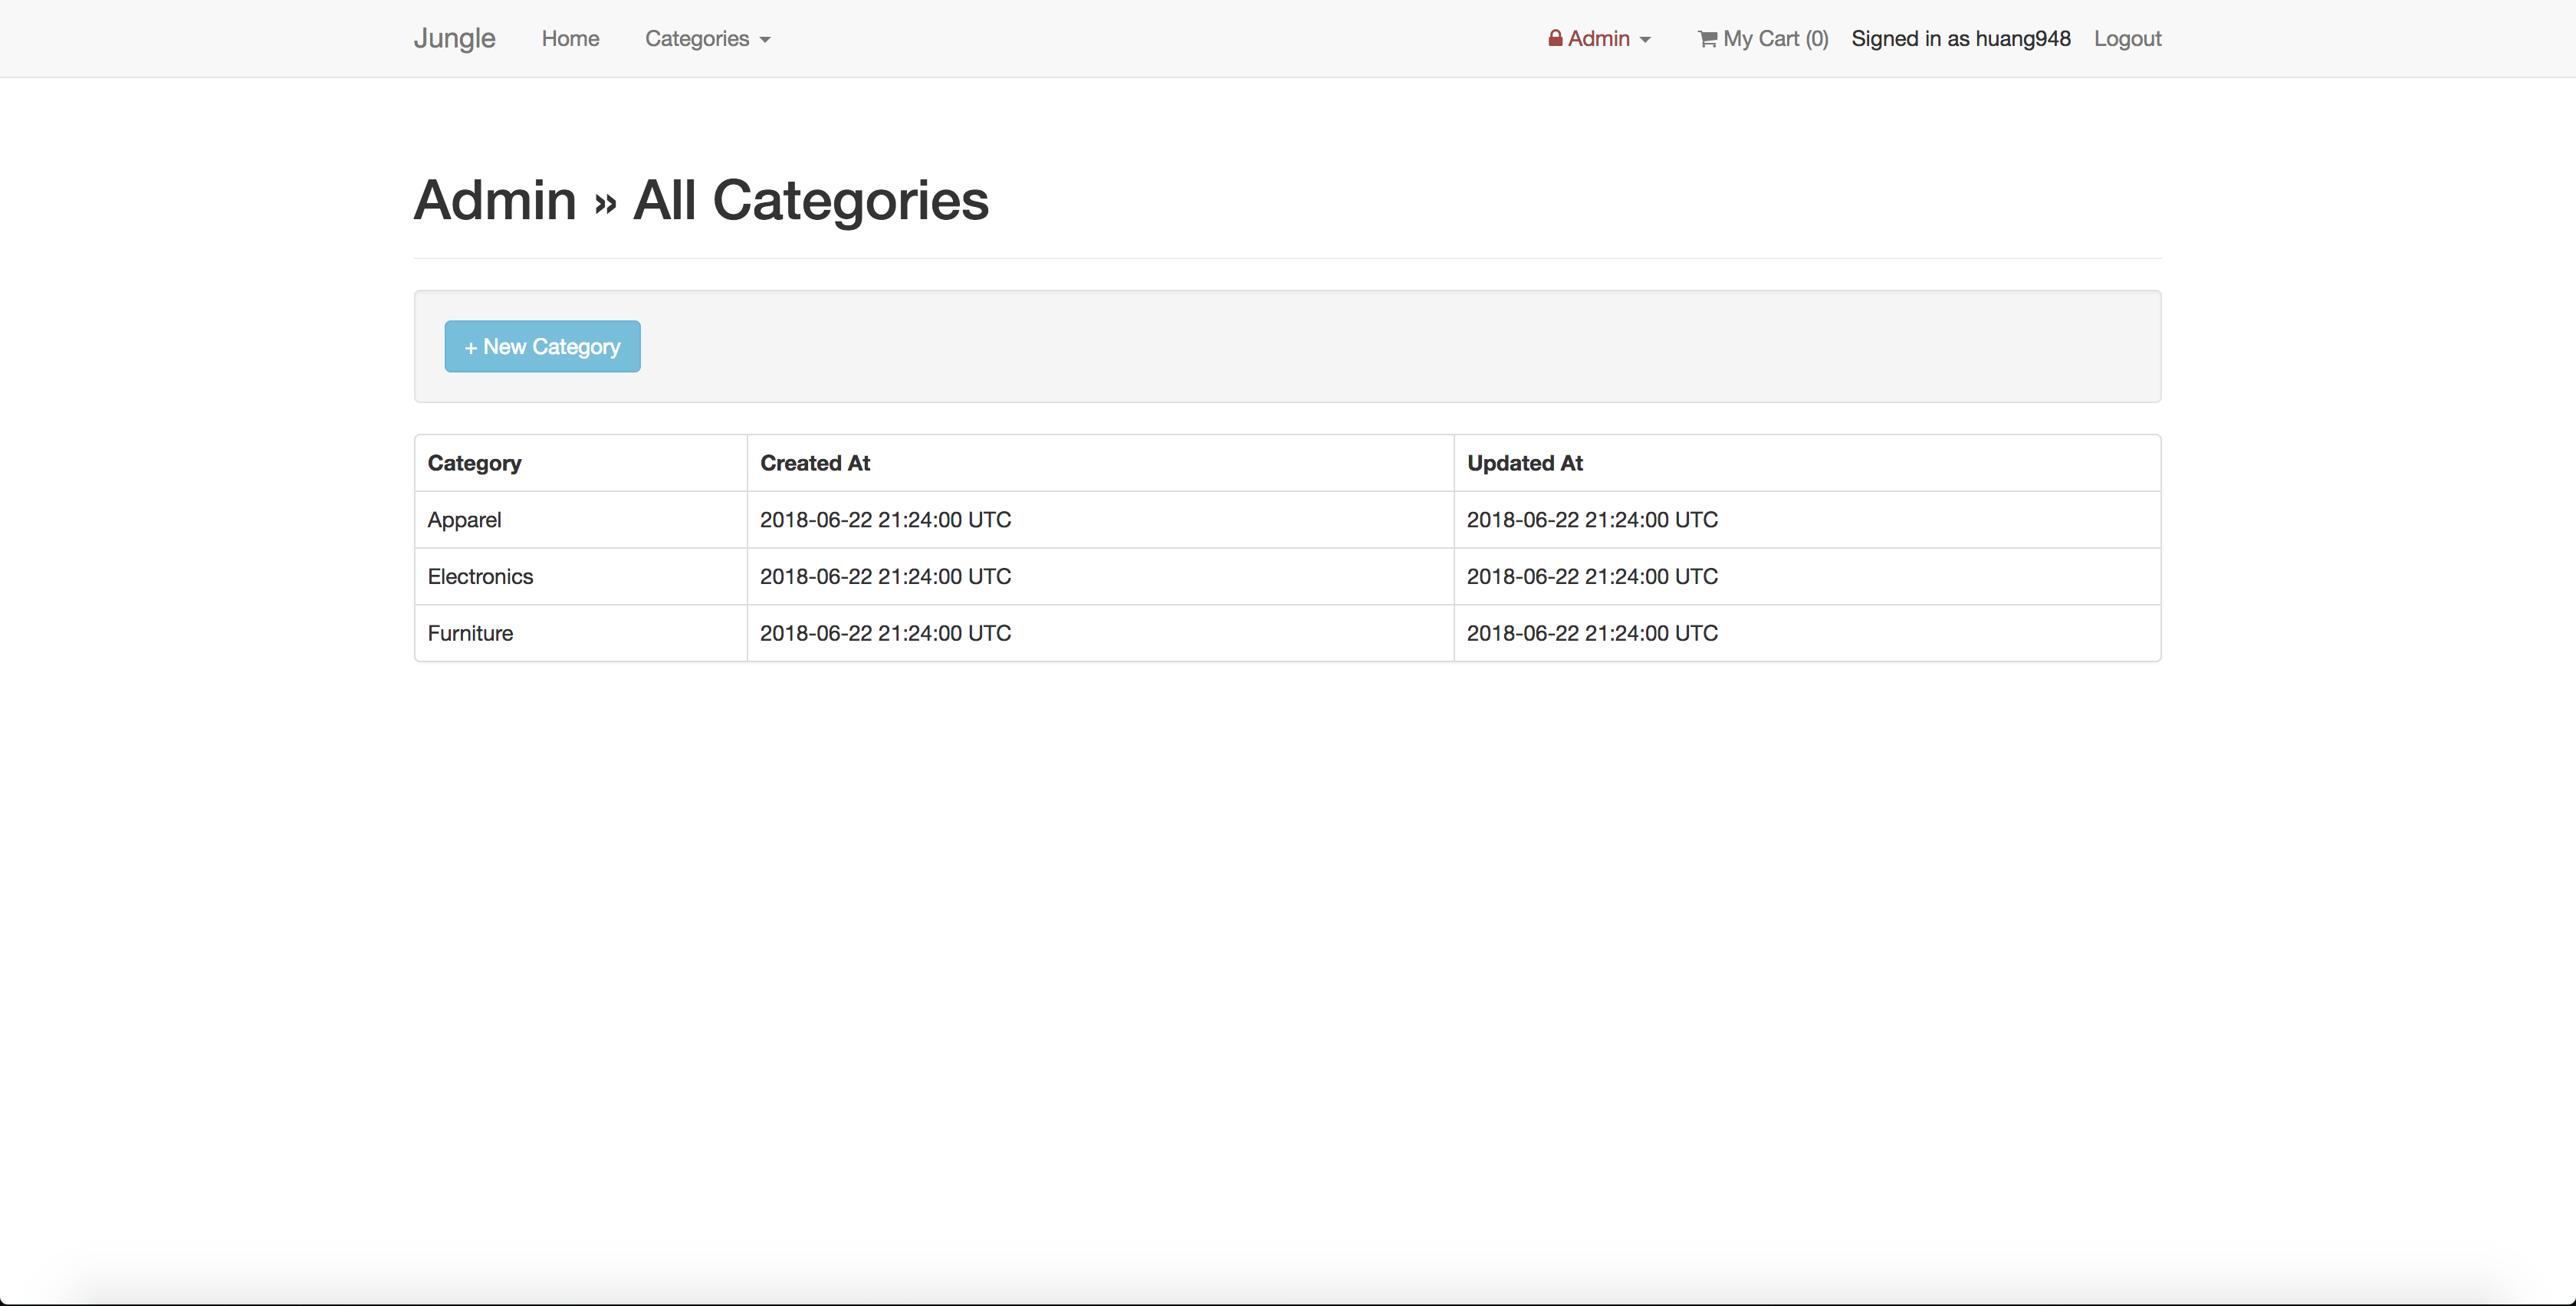 Jungle Home Categories Admin My Cart (0) Signed in as huang948 Logout
Admin » All Categories
+ New Category
Category Created At Updated At
Apparel 2018-06-22 21:24:00 UTC 2018-06-22 21:24:00 UTC
Electronics 2018-06-22 21:24:00 UTC 2018-06-22 21:24:00 UTC
Furniture 2018-06-22 21:24:00 UTC 2018-06-22 21:24:00 UTC